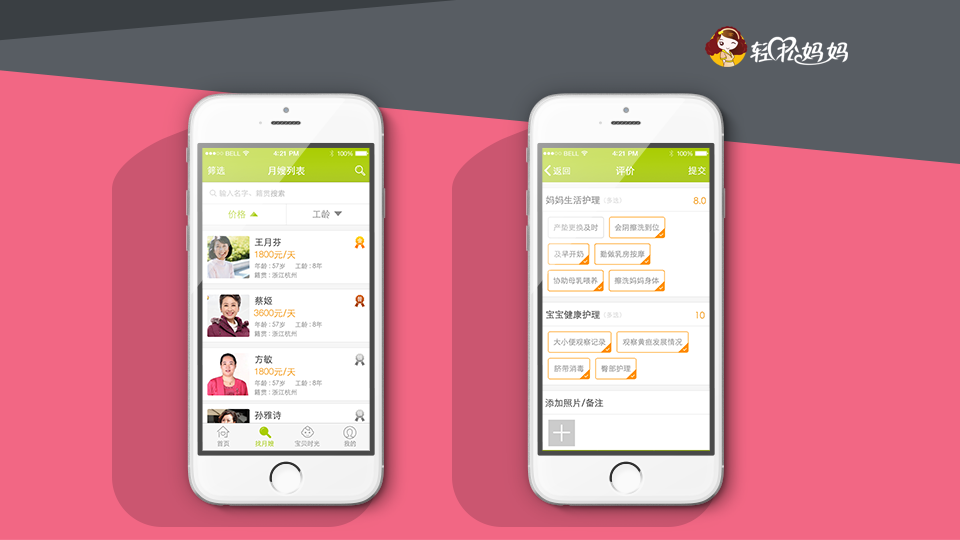 轻松妈妈
BELL 4:21 PM 100%
筛选 月嫂列表
输入名字、籍贯搜索
价格 工龄
王月芬
1800元/天
年龄:57岁 工龄:8年
籍贯:浙江杭州
蔡姬
3600元/天
年龄:57岁 工龄:8年
籍贯:浙江杭州
方敏
1800元/天
年龄:57岁 工龄:8年
籍贯:浙江杭州
孙雅诗
首页 找月嫂 宝贝时光 我的
BELL 4:21 PM 100%
返回 评价 提交
妈妈生活护理 (多选) 8.0
产垫更换及时 会阴擦洗到位
及早开奶 勤做乳房按摩
协助母乳喂养 擦洗妈妈身体
宝宝健康护理 (多选) 10
大小便观察记录 观察黄疸发展情况
脐带消毒 臀部护理
添加照片/备注